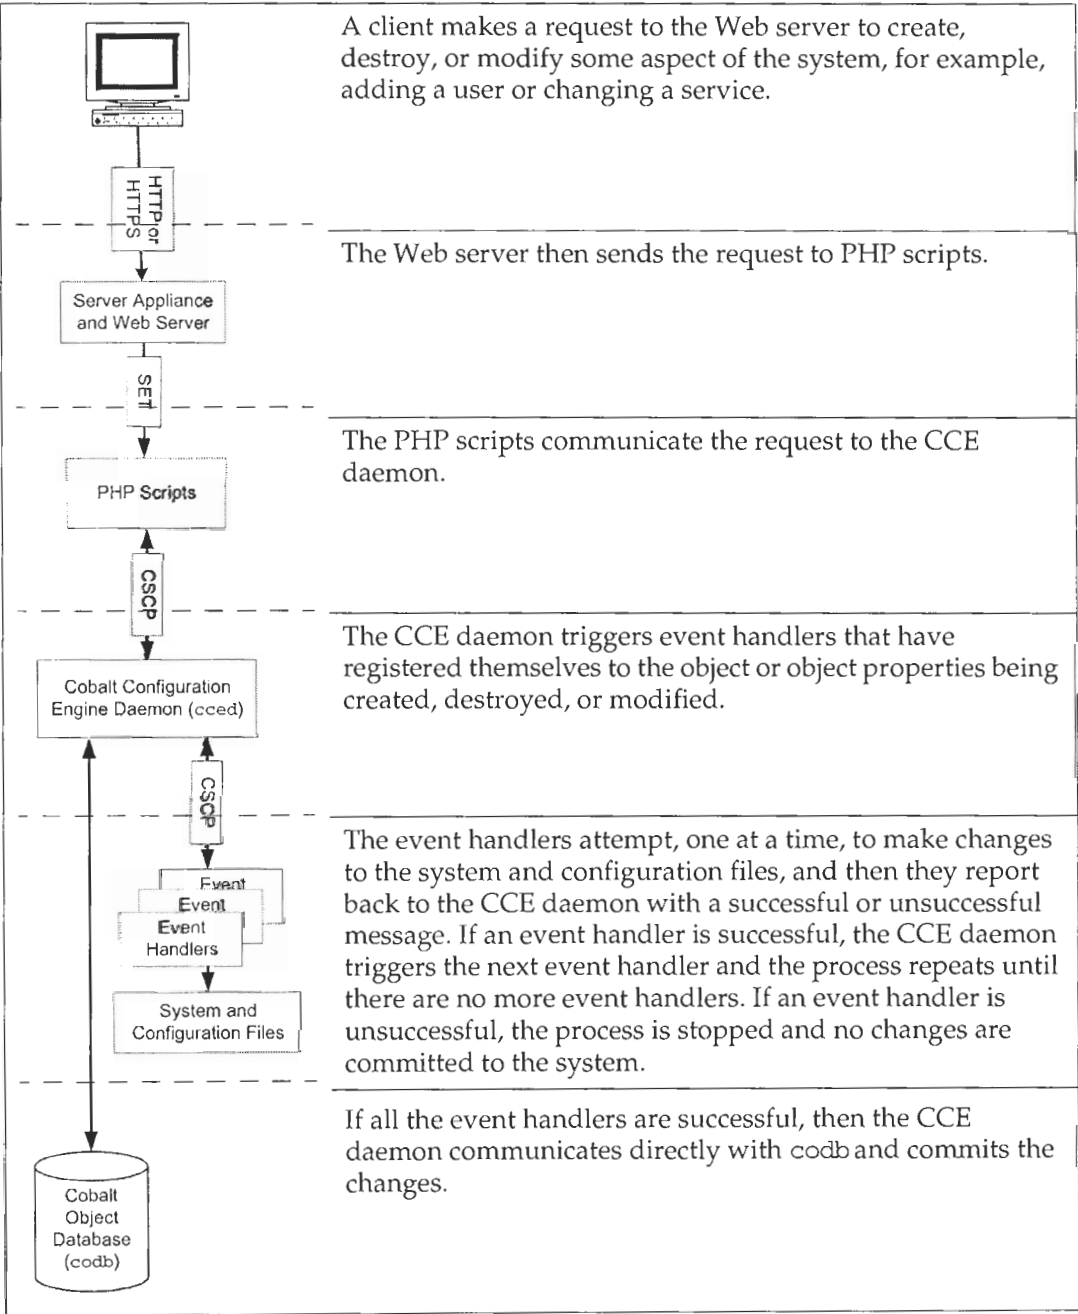 A client makes a request to the Web server to create,
destroy, or modify some aspect of the system, for example,
adding a user or changing a service.
HTTP or
HTTPS
The Web server then sends the request to PHP scripts.
Server Appliance
and Web Server
SET
The PHP scripts communicate the request to the CCE
daemon.
PHP Scripts
CSCP
The CCE daemon triggers event handlers that have
registered themselves to the object or object properties being
created, destroyed, or modified.
Cobalt Configuration
Engine Daemon (cced)
CSCP
The event handlers attempt, one at a time, to make changes
to the system and configuration files, and then they report
back to the CCE daemon with a successful or unsuccessful
message. If an event handler is successful, the CCE daemon
triggers the next event handler and the process repeats until
there are no more event handlers. If an event handler is
unsuccessful, the process is stopped and no changes are
committed to the system.
Event
Event
Event
Handlers
System and
Configuration Files
If all the event handlers are successful, then the CCE
daemon communicates directly with codb and commits the
changes.
Cobalt
Object
Database
(codb)